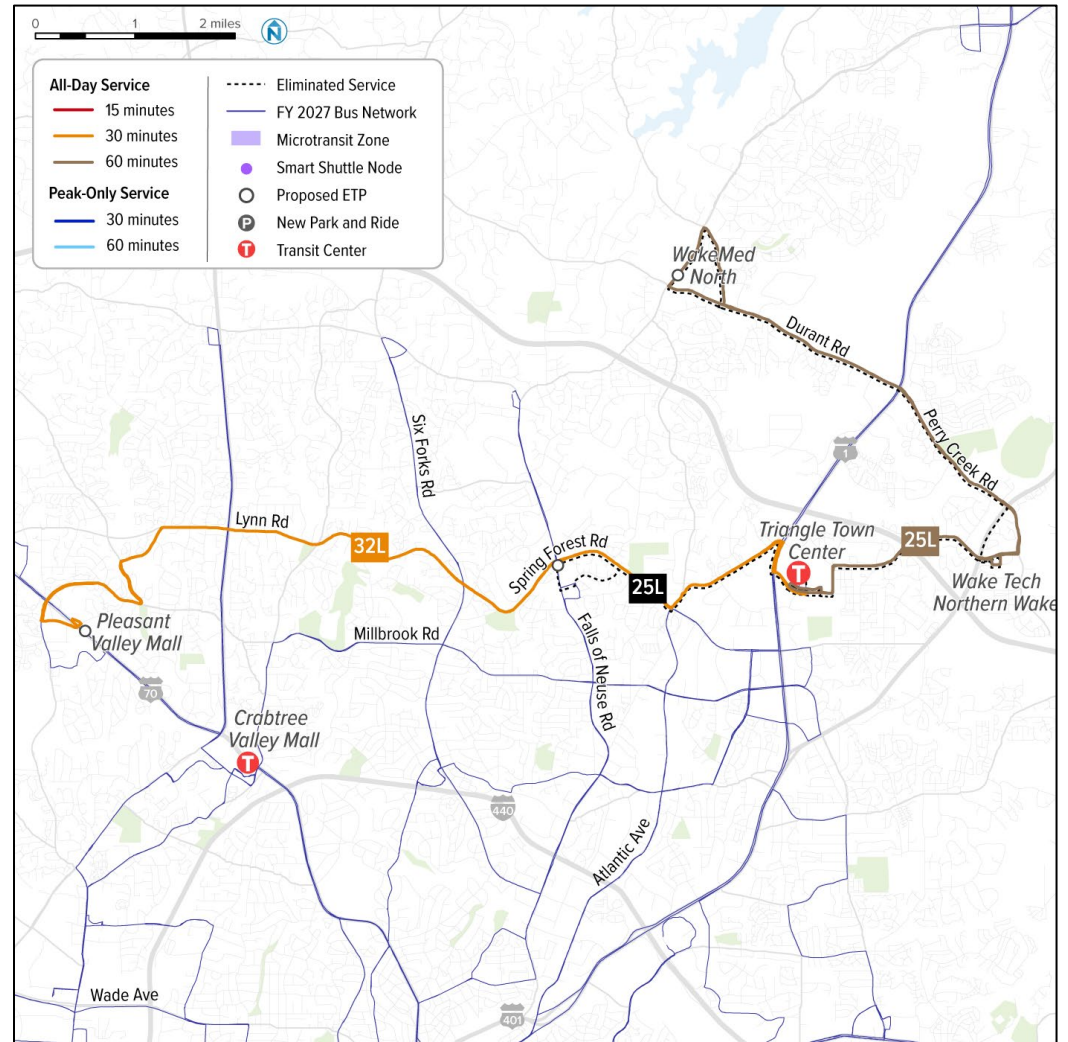 0 1 2 miles
N
All-Day Service
15 minutes
30 minutes
60 minutes
Peak-Only Service
30 minutes
60 minutes
Eliminated Service
FY 2027 Bus Network
Microtransit Zone
Smart Shuttle Node
Proposed ETP
P New Park and Ride
T Transit Center
WakeMed
North
Durant Rd
Perry Creek Rd
1
Six Forks Rd
Lynn Rd
32L
Spring Forest Rd
25L
Triangle Town
Center
T
25L
Wake Tech
Northern Wake
Pleasant
Valley Mall
Millbrook Rd
Falls of Neuse Rd
70
Crabtree
Valley Mall
T
440
Atlantic Ave
Wade Ave
401